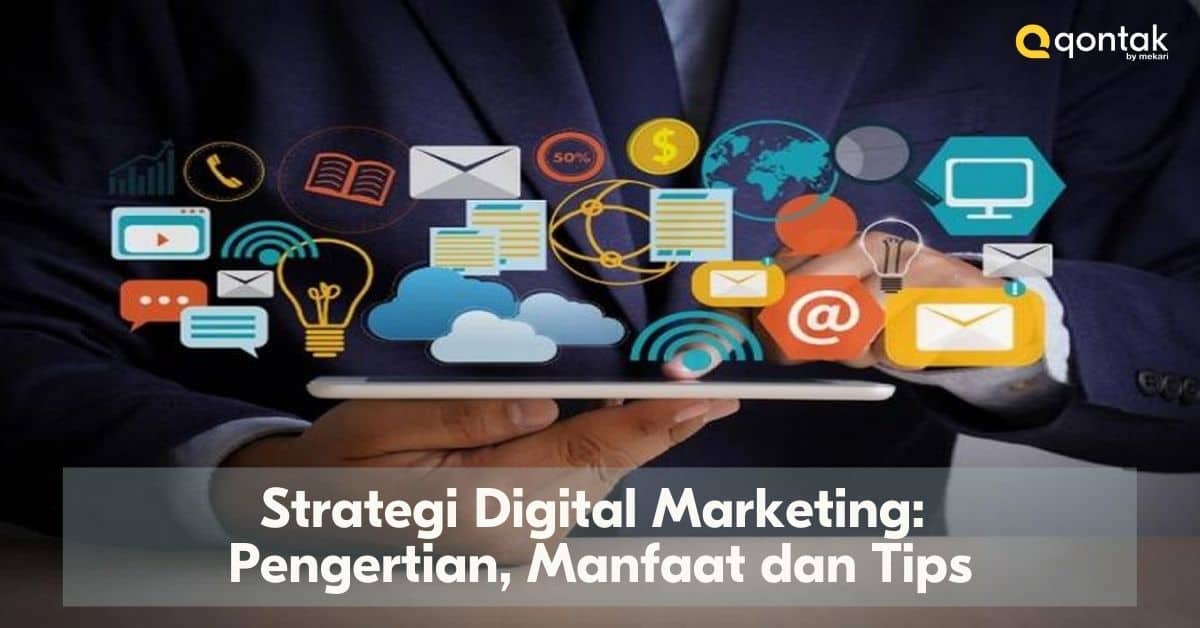 qontak
by mekari
50%
$
@
Strategi Digital Marketing:
Pengertian, Manfaat dan Tips